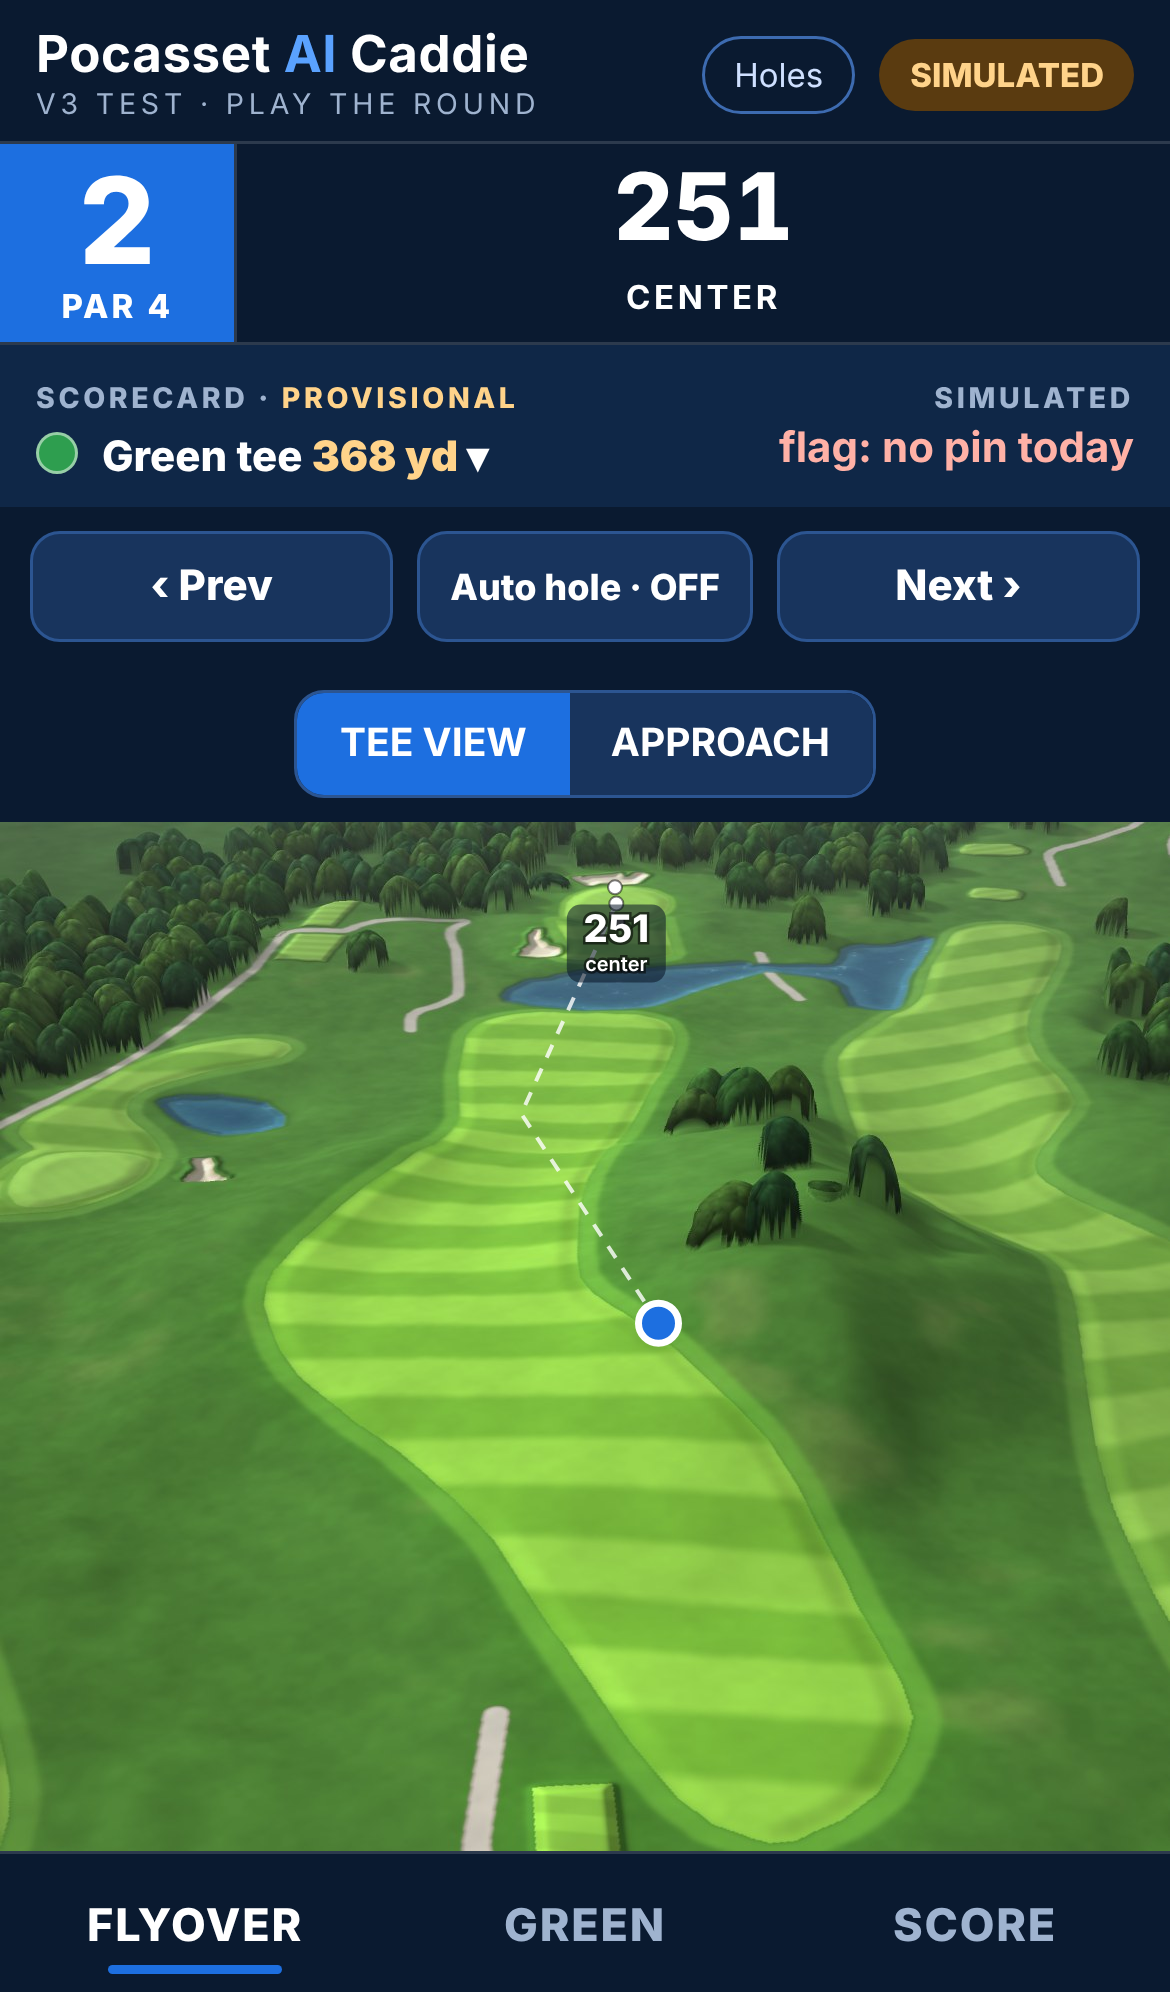 Pocasset AI Caddie
V3 TEST · PLAY THE ROUND
Holes
SIMULATED
2
PAR 4
251
CENTER
SCORECARD · PROVISIONAL
Green tee 368 yd ▾
SIMULATED
flag: no pin today
‹ Prev
Auto hole · OFF
Next ›
TEE VIEW
APPROACH
251
center
FLYOVER
GREEN
SCORE